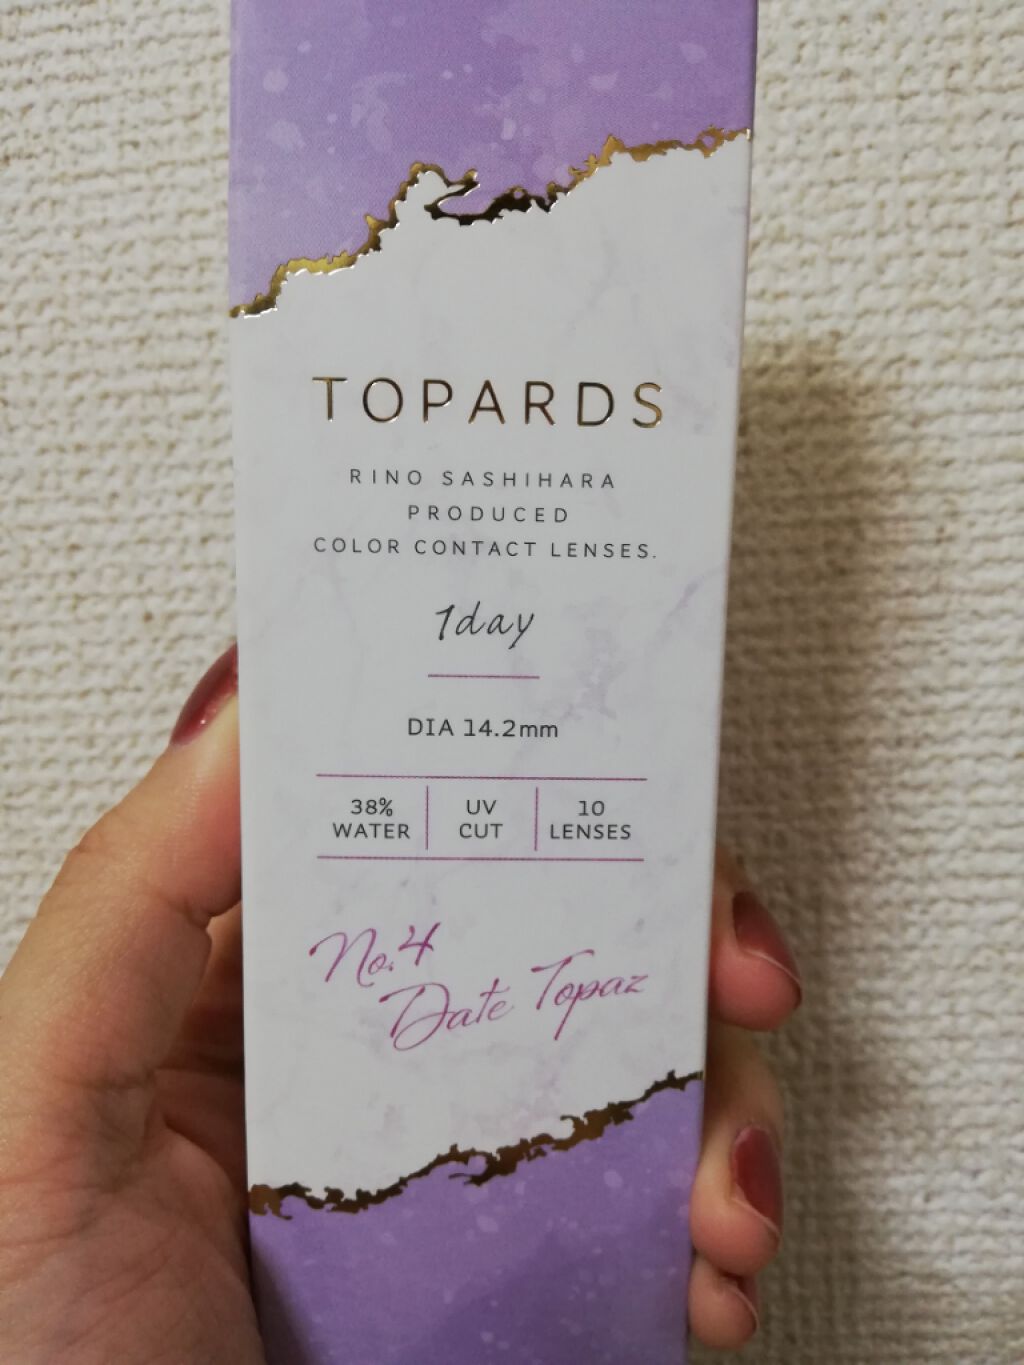 TOPARDS
RINO SASHIHARA
PRODUCED
COLOR CONTACT LENSES.
1day
DIA 14.2mm
38% WATER
UV CUT
10 LENSES
No.4
Date Topaz